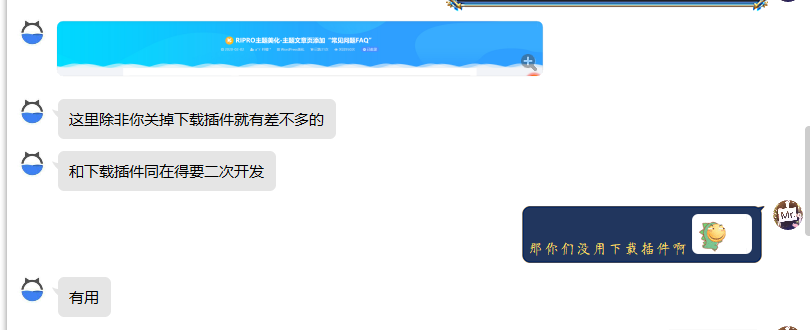 RIPRO主题美化-主题文章页添加“常见问题FAQ”
这里除非你关掉下载插件就有差不多的
和下载插件同在得要二次开发
那你们没用下载插件啊
Mr.
有用